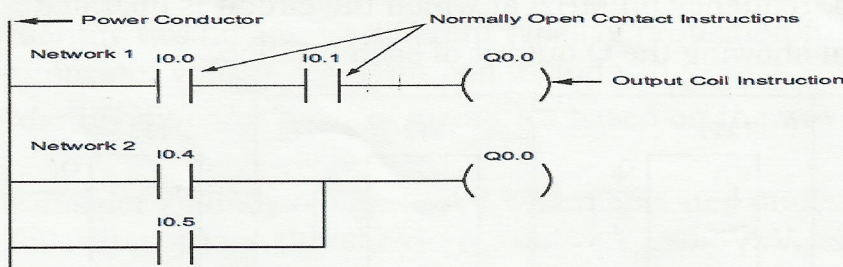 Power Conductor
Normally Open Contact Instructions
Network 1
I0.0
I0.1
Q0.0
Output Coil Instruction
Network 2
I0.4
Q0.0
I0.5